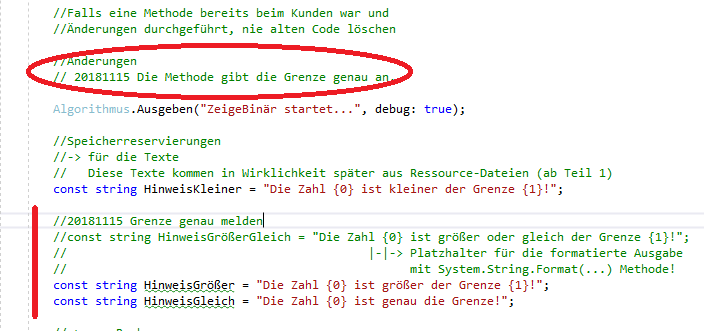 //Falls eine Methode bereits beim Kunden war und
//Änderungen durchgeführt, nie alten Code löschen
//Änderungen
// 20181115 Die Methode gibt die Grenze genau an
Algorithmus.Ausgeben("ZeigeBinär startet...", debug: true);
//Speicherreservierungen
//-> für die Texte
//   Diese Texte kommen in Wirklichkeit später aus Ressource-Dateien (ab Teil 1)
const string HinweisKleiner = "Die Zahl {0} ist kleiner der Grenze {1}!";
//20181115 Grenze genau melden
//const string HinweisGrößerGleich = "Die Zahl {0} ist größer oder gleich der Grenze {1}!";
//                                        |-|-> Platzhalter für die formatierte Ausgabe
//                                              mit System.String.Format(...) Methode!
const string HinweisGrößer = "Die Zahl {0} ist größer der Grenze {1}!";
const string HinweisGleich = "Die Zahl {0} ist genau die Grenze!";